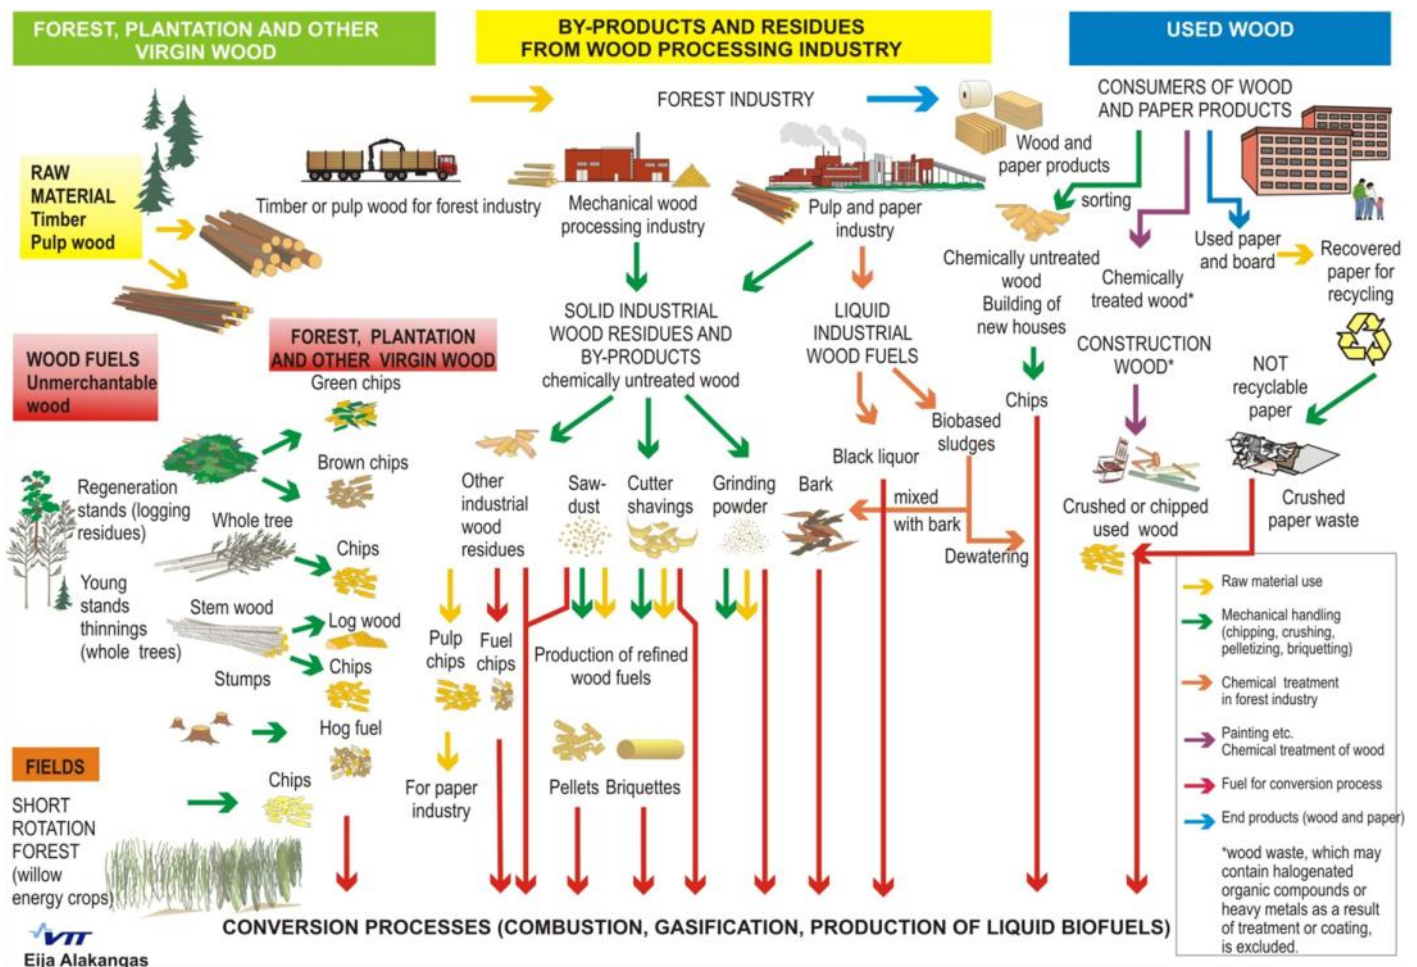 FOREST, PLANTATION AND OTHER
VIRGIN WOOD
BY-PRODUCTS AND RESIDUES
FROM WOOD PROCESSING INDUSTRY
USED WOOD
FOREST INDUSTRY
CONSUMERS OF WOOD
AND PAPER PRODUCTS
Wood and
paper products
RAW
MATERIAL
Timber
Pulp wood
Timber or pulp wood for forest industry
Mechanical wood
processing industry
Pulp and paper
industry
sorting
Chemically untreated
wood
Building of
new houses
Chemically
treated wood*
Used paper
and board
Recovered
paper for
recycling
SOLID INDUSTRIAL
WOOD RESIDUES AND
BY-PRODUCTS
chemically untreated wood
LIQUID
INDUSTRIAL
WOOD FUELS
CONSTRUCTION
WOOD*
NOT
recyclable
paper
WOOD FUELS
Unmerchantable
wood
FOREST, PLANTATION
AND OTHER VIRGIN WOOD
Green chips
Brown chips
Regeneration
stands (logging
residues)
Whole tree
Chips
Young
stands
thinnings
(whole trees)
Stem wood
Log wood
Chips
Stumps
Hog fuel
FIELDS
Chips
SHORT
ROTATION
FOREST
(willow
energy crops)
Other
industrial
wood
residues
Saw-
dust
Cutter
shavings
Grinding
powder
Bark
Black liquor
Biobased
sludges
mixed
with bark
Dewatering
Chips
Crushed or chipped
used wood
Crushed
paper waste
Pulp
chips
Fuel
chips
Production of refined
wood fuels
For paper
industry
Pellets
Briquettes
Raw material use
Mechanical handling
(chipping, crushing,
pelletizing, briquetting)
Chemical treatment
in forest industry
Painting etc.
Chemical treatment of wood
Fuel for conversion process
End products (wood and paper)
*wood waste, which may
contain halogenated
organic compounds or
heavy metals as a result
of treatment or coating,
is excluded.
CONVERSION PROCESSES (COMBUSTION, GASIFICATION, PRODUCTION OF LIQUID BIOFUELS)
VTT
Eija Alakangas